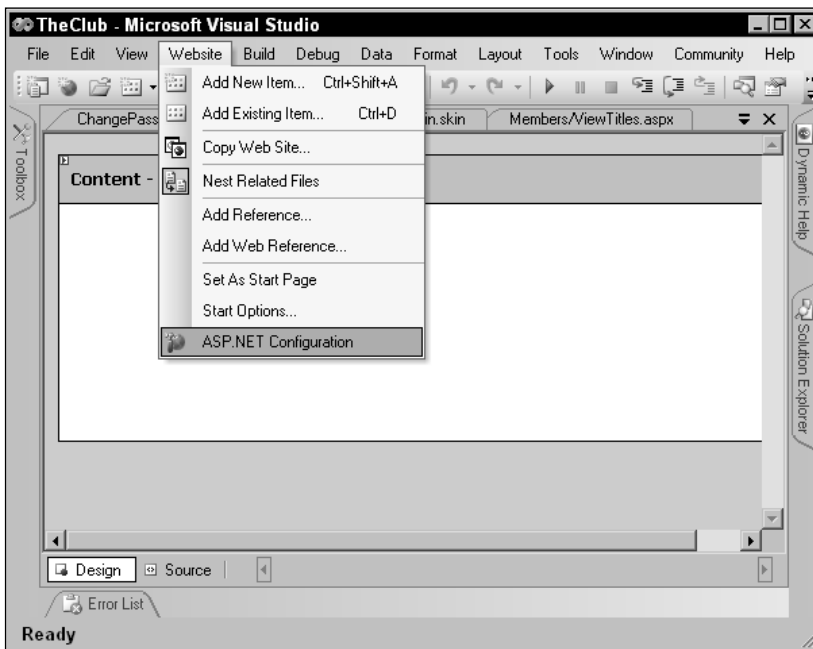 TheClub - Microsoft Visual Studio
File Edit View Website Build Debug Data Format Layout Tools Window Community Help
Add New Item... Ctrl+Shift+A
Add Existing Item... Ctrl+D
Copy Web Site...
Nest Related Files
Add Reference...
Add Web Reference...
Set As Start Page
Start Options...
ASP.NET Configuration
ChangePass in.skin Members/ViewTitles.aspx
Toolbox
Content -
Dynamic Help
Solution Explorer
Design Source
Error List
Ready